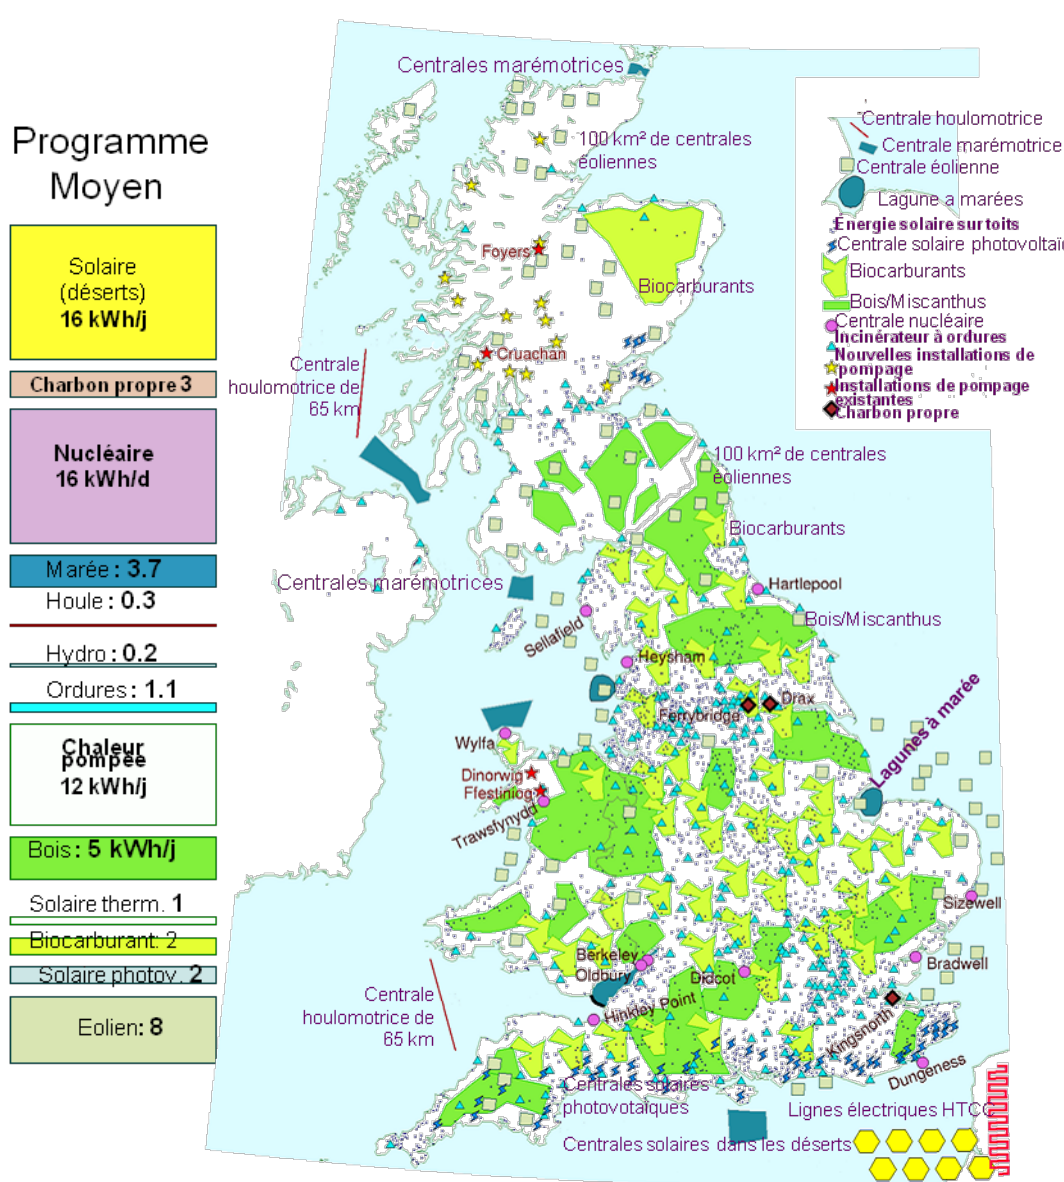 Programme
Moyen
Solaire
(déserts)
16 kWh/j
Charbon propre 3
Nucléaire
16 kWh/d
Marée : 3.7
Houle : 0.3
Hydro : 0.2
Ordures : 1.1
Chaleur
pompée
12 kWh/j
Bois : 5 kWh/j
Solaire therm. 1
Biocarburant: 2
Solaire photov. 2
Eolien: 8
Centrales marémotrices
100 km² de centrales
éoliennes
Foyers
Biocarburants
Cruachan
Centrale
houlomotrice de
65 km
100 km² de centrales
éoliennes
Biocarburants
Centrales marémotrices
Hartlepool
Sellafield
Bois/Miscanthus
Heysham
Drax
Ferrybridge
Wylfa
Lagunes à marée
Dinorwig
Ffestiniog
Trawsfynydd
Sizewell
Berkeley
Oldbury
Didcot
Bradwell
Centrale
houlomotrice de
65 km
Hinkley Point
Kingsnorth
Dungeness
Centrales solaires
photovotaïques
Lignes électriques HTCC
Centrales solaires dans les déserts
Centrale houlomotrice
Centrale marémotrice
Centrale éolienne
Lagune a marées
Energie solaire sur toits
Centrale solaire photovoltaï
Biocarburants
Bois/Miscanthus
Centrale nucléaire
Incinérateur à ordures
Nouvelles installations de
pompage
Installations de pompage
existantes
Charbon propre